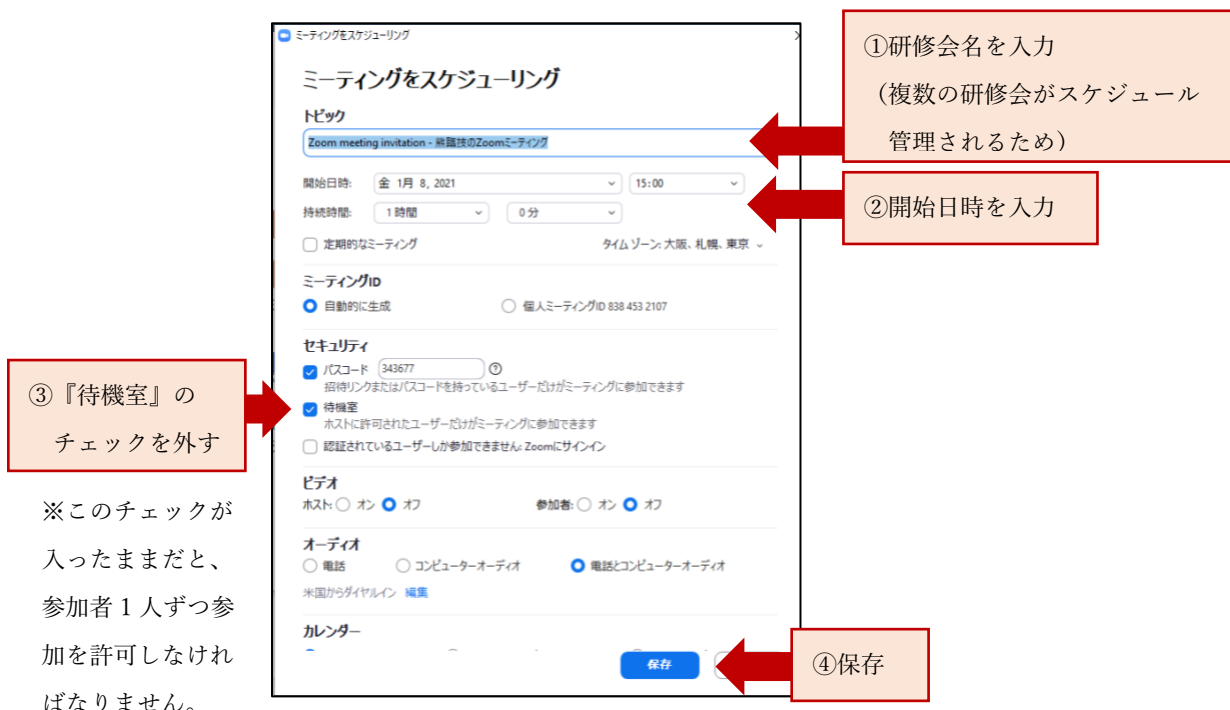 ミーティングをスケジューリング
ミーティングをスケジューリング
トピック
Zoom meeting invitation - 熊臨技のZoomミーティング
開始日時: 金 1月 8, 2021 15:00
持続時間: 1 時間 0 分
定期的なミーティング タイム ゾーン: 大阪、札幌、東京
ミーティングID
自動的に生成 個人ミーティングID 838 453 2107
セキュリティ
パスコード 343677
招待リンクまたはパスコードを持っているユーザーだけがミーティングに参加できます
待機室
ホストに許可されたユーザーだけがミーティングに参加できます
認証されているユーザーしか参加できません: Zoomにサインイン
ビデオ
ホスト: オン オフ 参加者: オン オフ
オーディオ
電話 コンピューターオーディオ 電話とコンピューターオーディオ
米国からダイヤルイン 編集
カレンダー
保存
①研修会名を入力
（複数の研修会がスケジュール
管理されるため）
②開始日時を入力
③『待機室』の
チェックを外す
※このチェックが
入ったままだと、
参加者 1 人ずつ参
加を許可しなけれ
ばなりません。
④保存